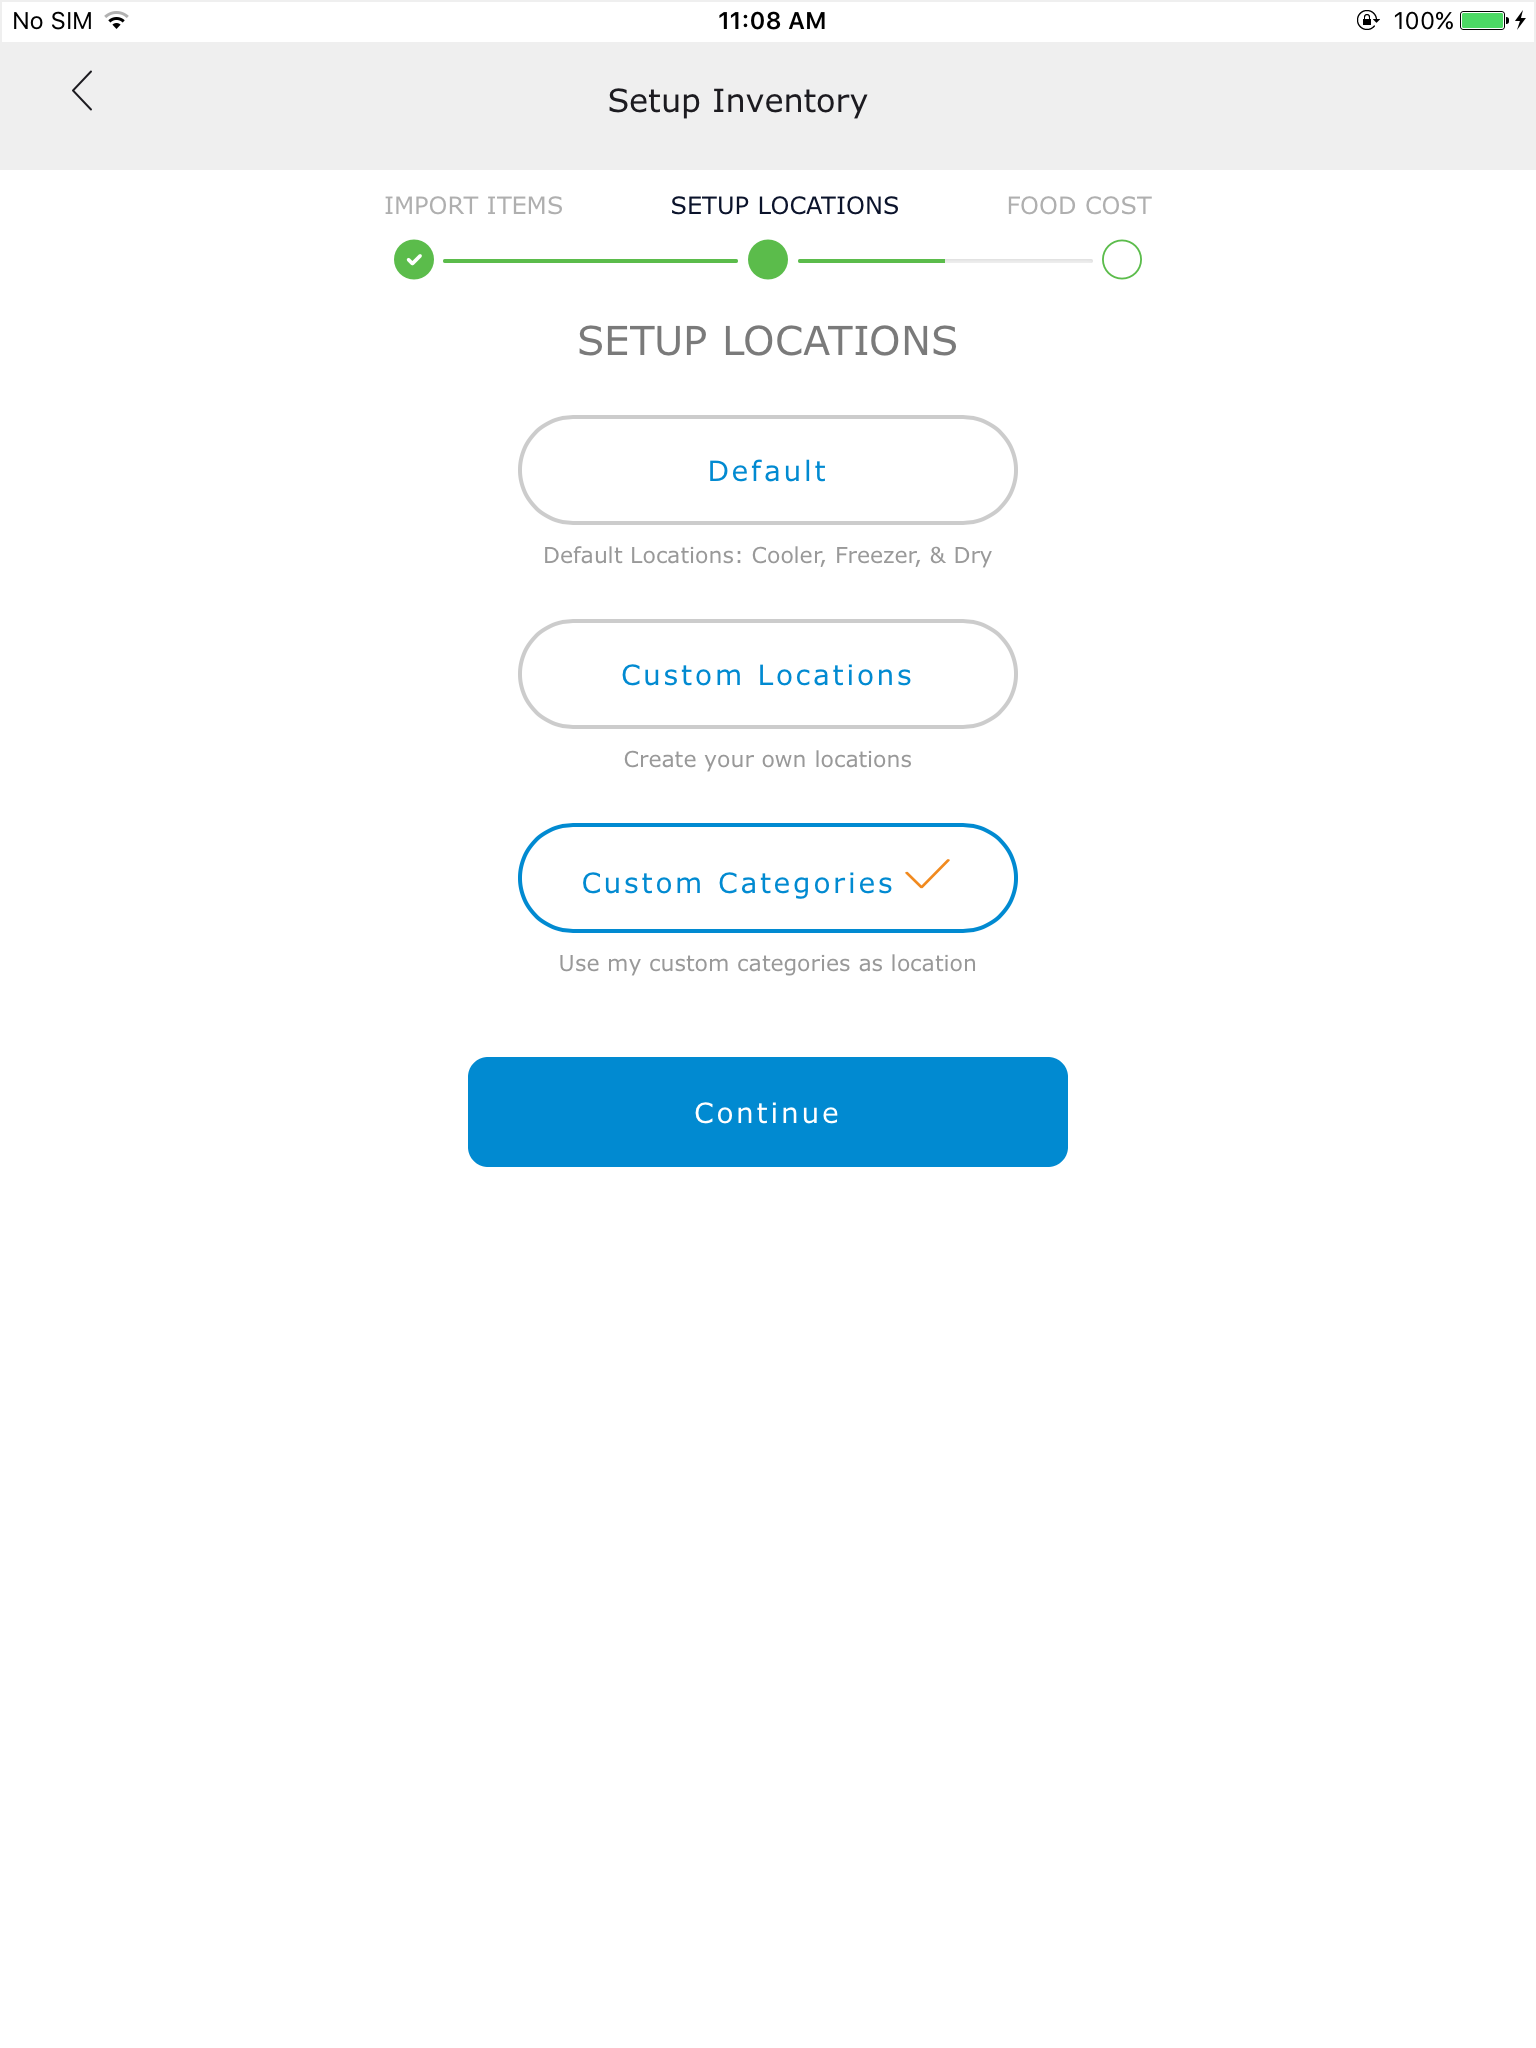 No SIM 11:08 AM 100%
Setup Inventory
IMPORT ITEMS SETUP LOCATIONS FOOD COST
SETUP LOCATIONS
Default
Default Locations: Cooler, Freezer, & Dry
Custom Locations
Create your own locations
Custom Categories
Use my custom categories as location
Continue